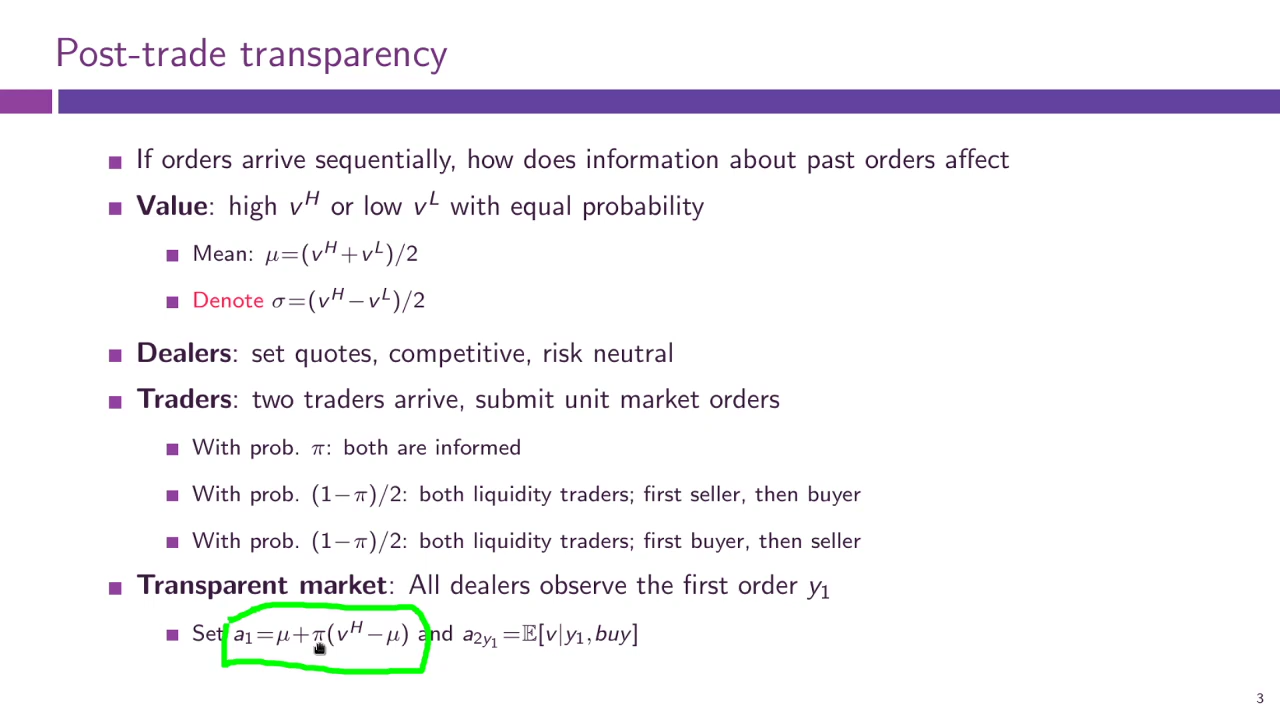 Post-trade transparency
If orders arrive sequentially, how does information about past orders affect
Value: high v^H or low v^L with equal probability
Mean: μ=(v^H+v^L)/2
Denote σ=(v^H−v^L)/2
Dealers: set quotes, competitive, risk neutral
Traders: two traders arrive, submit unit market orders
With prob. π: both are informed
With prob. (1−π)/2: both liquidity traders; first seller, then buyer
With prob. (1−π)/2: both liquidity traders; first buyer, then seller
Transparent market: All dealers observe the first order y₁
Set a₁=μ+π(v^H−μ) and a_{2y₁}=𝔼[v|y₁,buy]
3